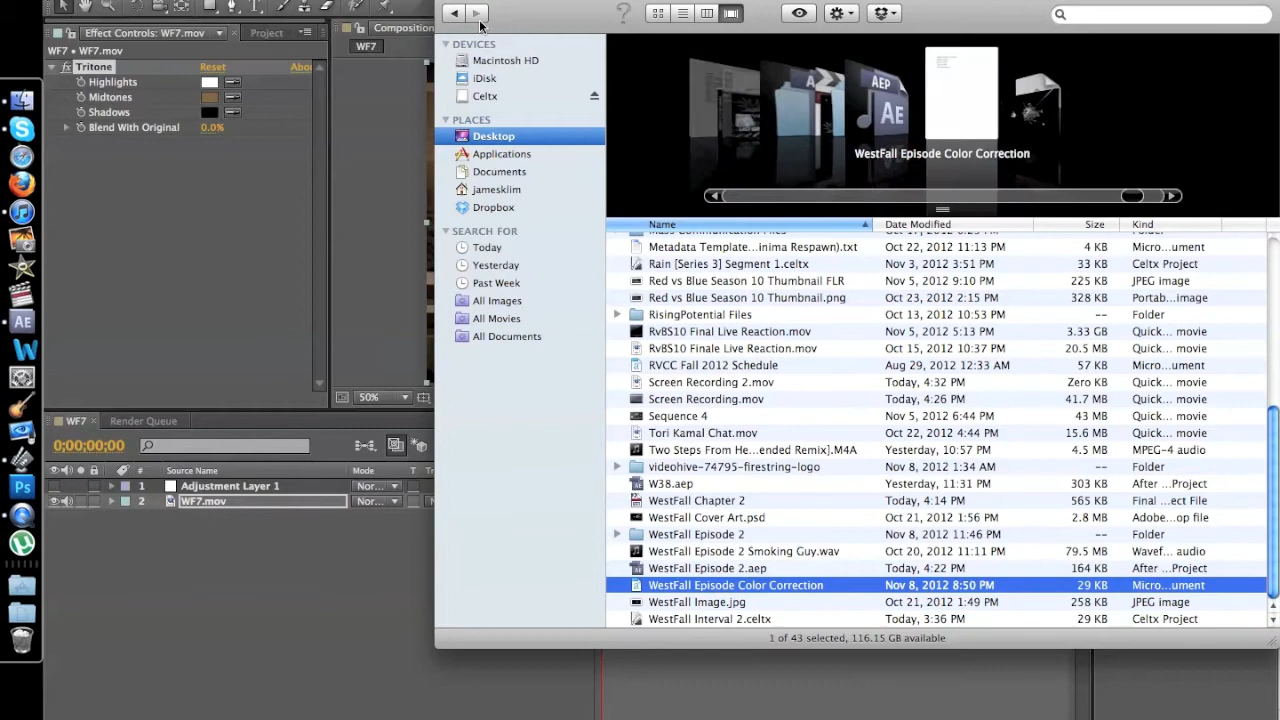 Effect Controls: WF7.mov
Project
Composition
WF7 • WF7.mov
WF7
fx Tritone
Reset
Abou
Highlights
Midtones
Shadows
Blend With Original
0.0%
50%
WF7
Render Queue
0;00;00;00
#
Source Name
Mode
T
1
Adjustment Layer 1
Nor...
2
WF7.mov
Nor...
AE
Ps
DEVICES
Macintosh HD
iDisk
Celtx
PLACES
Desktop
Applications
Documents
jamesklim
Dropbox
SEARCH FOR
Today
Yesterday
Past Week
All Images
All Movies
All Documents
AEP
AE
WestFall Episode Color Correction
Name
Date Modified
Size
Kind
Metadata Template...inima Respawn).txt Oct 22, 2012 11:13 PM 4 KB Micro...ument
Rain [Series 3] Segment 1.celtx Nov 3, 2012 3:51 PM 33 KB Celtx Project
Red vs Blue Season 10 Thumbnail FLR Nov 5, 2012 9:10 PM 225 KB JPEG image
Red vs Blue Season 10 Thumbnail.png Oct 23, 2012 2:15 PM 328 KB Portab...image
RisingPotential Files Oct 13, 2012 10:53 PM -- Folder
RvBS10 Final Live Reaction.mov Nov 5, 2012 5:13 PM 3.33 GB Quick... movie
RvBS10 Finale Live Reaction.mov Oct 15, 2012 10:37 PM 20.5 MB Quick... movie
RVCC Fall 2012 Schedule Aug 29, 2012 12:33 AM 57 KB Micro...ument
Screen Recording 2.mov Today, 4:32 PM Zero KB Quick... movie
Screen Recording.mov Today, 4:26 PM 41.7 MB Quick... movie
Sequence 4 Nov 5, 2012 6:44 PM 43 MB Quick... movie
Tori Kamal Chat.mov Oct 22, 2012 4:44 PM 15.6 MB Quick... movie
Two Steps From He...ended Remix].M4A Yesterday, 10:57 PM 4.5 MB MPEG-4 audio
videohive-74795-firestring-logo Nov 8, 2012 1:34 AM -- Folder
W38.aep Yesterday, 11:31 PM 303 KB After ...Project
WestFall Chapter 2 Today, 4:14 PM 565 KB Final ...ect File
WestFall Cover Art.psd Oct 21, 2012 1:56 PM 2.8 MB Adobe...op file
WestFall Episode 2 Nov 8, 2012 11:46 PM -- Folder
WestFall Episode 2 Smoking Guy.wav Oct 20, 2012 11:11 PM 79.5 MB Wavef... audio
WestFall Episode 2.aep Today, 4:22 PM 164 KB After ...Project
WestFall Episode Color Correction Nov 8, 2012 8:50 PM 29 KB Micro...ument
WestFall Image.jpg Oct 21, 2012 1:49 PM 258 KB JPEG image
WestFall Interval 2.celtx Today, 3:36 PM 29 KB Celtx Project
1 of 43 selected, 116.15 GB available